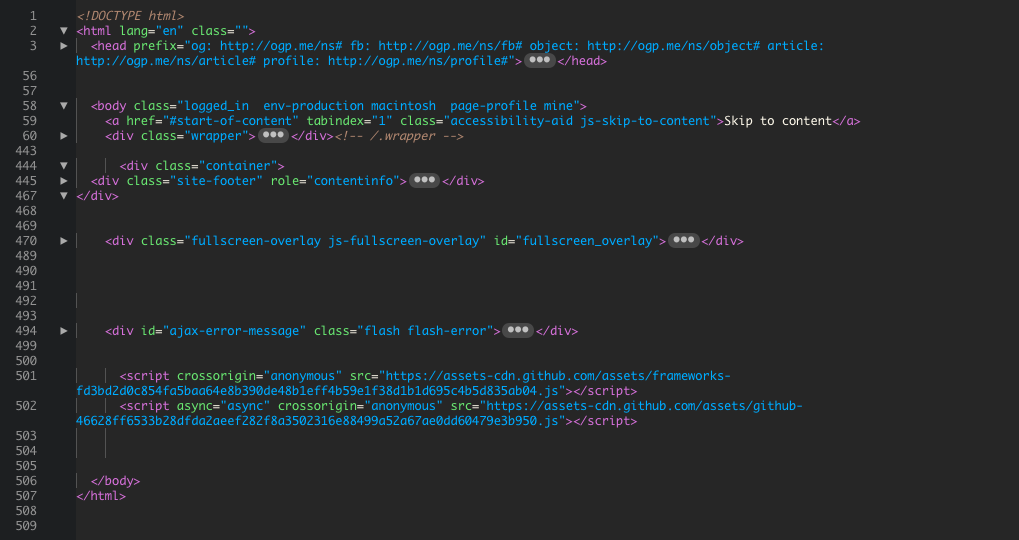 1 <!DOCTYPE html>
2 <html lang="en" class="">
3 <head prefix="og: http://ogp.me/ns# fb: http://ogp.me/ns/fb# object: http://ogp.me/ns/object# article:
http://ogp.me/ns/article# profile: http://ogp.me/ns/profile#">•••</head>
56
57
58 <body class="logged_in  env-production macintosh  page-profile mine">
59 <a href="#start-of-content" tabindex="1" class="accessibility-aid js-skip-to-content">Skip to content</a>
60 <div class="wrapper">•••</div><!-- /.wrapper -->
443
444 <div class="container">
445 <div class="site-footer" role="contentinfo">•••</div>
467 </div>
468
469
470 <div class="fullscreen-overlay js-fullscreen-overlay" id="fullscreen_overlay">•••</div>
489
490
491
492
493
494 <div id="ajax-error-message" class="flash flash-error">•••</div>
499
500
501 <script crossorigin="anonymous" src="https://assets-cdn.github.com/assets/frameworks-
fd3bd2d0c854fa5baa64e8b390de48b1eff4b59e1f38d1b1d695c4b5d835ab04.js"></script>
502 <script async="async" crossorigin="anonymous" src="https://assets-cdn.github.com/assets/github-
46628ff6533b28dfda2aeef282f8a3502316e88499a52a67ae0dd60479e3b950.js"></script>
503
504
505
506 </body>
507 </html>
508
509